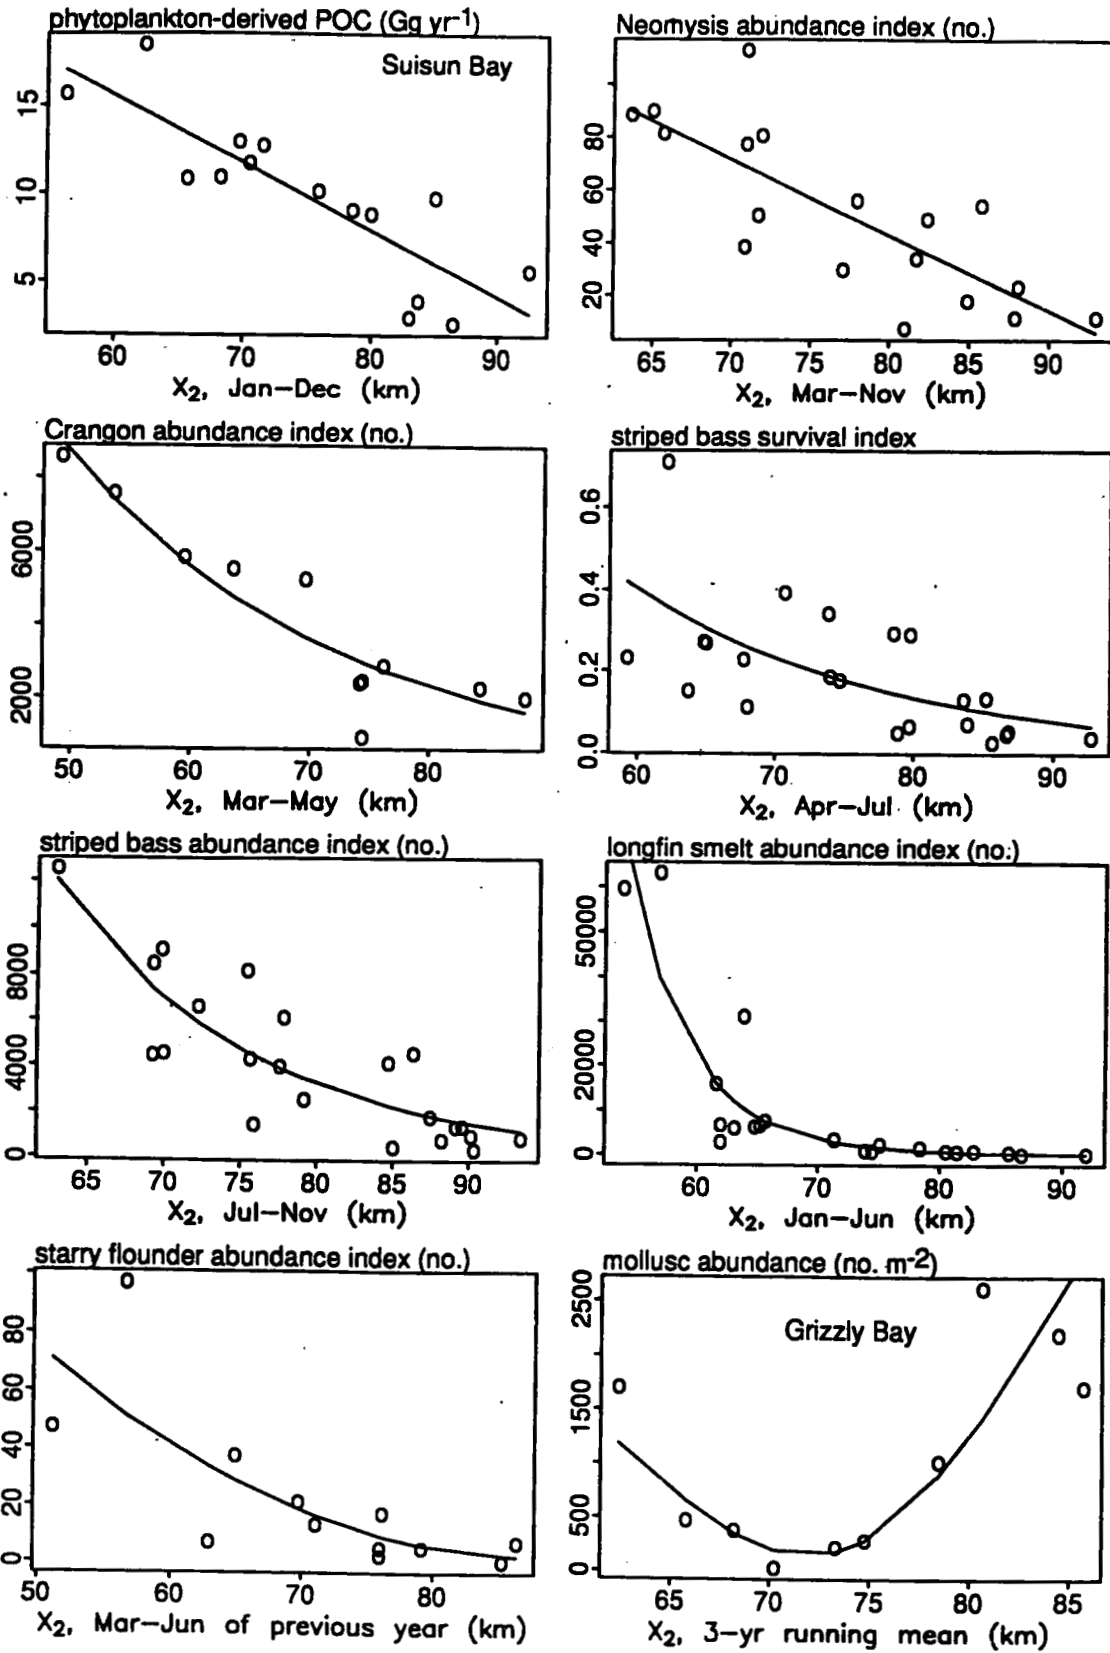 phytoplankton-derived POC (Gg yr-1)
Suisun Bay
15
10
5
60 70 80 90
X2, Jan-Dec (km)
Neomysis abundance index (no.)
80
60
40
20
65 70 75 80 85 90
X2, Mar-Nov (km)
Crangon abundance index (no.)
6000
2000
50 60 70 80
X2, Mar-May (km)
striped bass survival index
0.6
0.4
0.2
0.0
60 70 80 90
X2, Apr-Jul (km)
striped bass abundance index (no.)
8000
4000
0
65 70 75 80 85 90
X2, Jul-Nov (km)
longfin smelt abundance index (no.)
50000
20000
0
60 70 80 90
X2, Jan-Jun (km)
starry flounder abundance index (no.)
80
60
40
20
0
50 60 70 80
X2, Mar-Jun of previous year (km)
mollusc abundance (no. m-2)
Grizzly Bay
2500
1500
500
0
65 70 75 80 85
X2, 3-yr running mean (km)